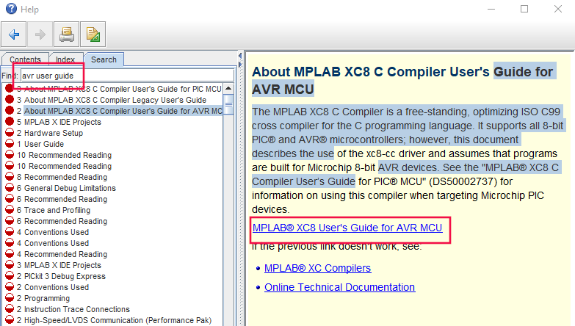 Help
Contents Index Search
Find: avr user guide
3 About MPLAB XC8 C Compiler User's Guide for PIC MCU
3 About MPLAB XC8 C Compiler Legacy User's Guide
2 About MPLAB XC8 C Compiler User's Guide for AVR MC
5 MPLAB X IDE Projects
2 Hardware Setup
1 User Guide
10 Recommended Reading
10 Recommended Reading
8 Recommended Reading
6 General Debug Limitations
6 Recommended Reading
6 Trace and Profiling
6 Recommended Reading
4 Conventions Used
4 Conventions Used
4 Recommended Reading
3 MPLAB X IDE Projects
3 PICkit 3 Debug Express
2 Conventions Used
2 Programming
2 Instruction Trace Connections
2 High-Speed/LVDS Communication (Performance Pak)
About MPLAB XC8 C Compiler User's Guide for
AVR MCU
The MPLAB XC8 C Compiler is a free-standing, optimizing ISO C99
cross compiler for the C programming language. It supports all 8-bit
PIC® and AVR® microcontrollers; however, this document
describes the use of the xc8-cc driver and assumes that programs
are built for Microchip 8-bit AVR devices. See the "MPLAB® XC8 C
Compiler User's Guide for PIC® MCU" (DS50002737) for
information on using this compiler when targeting Microchip PIC
devices.
MPLAB® XC8 User's Guide for AVR MCU
If the previous link doesn't work, see:
• MPLAB® XC Compilers
• Online Technical Documentation